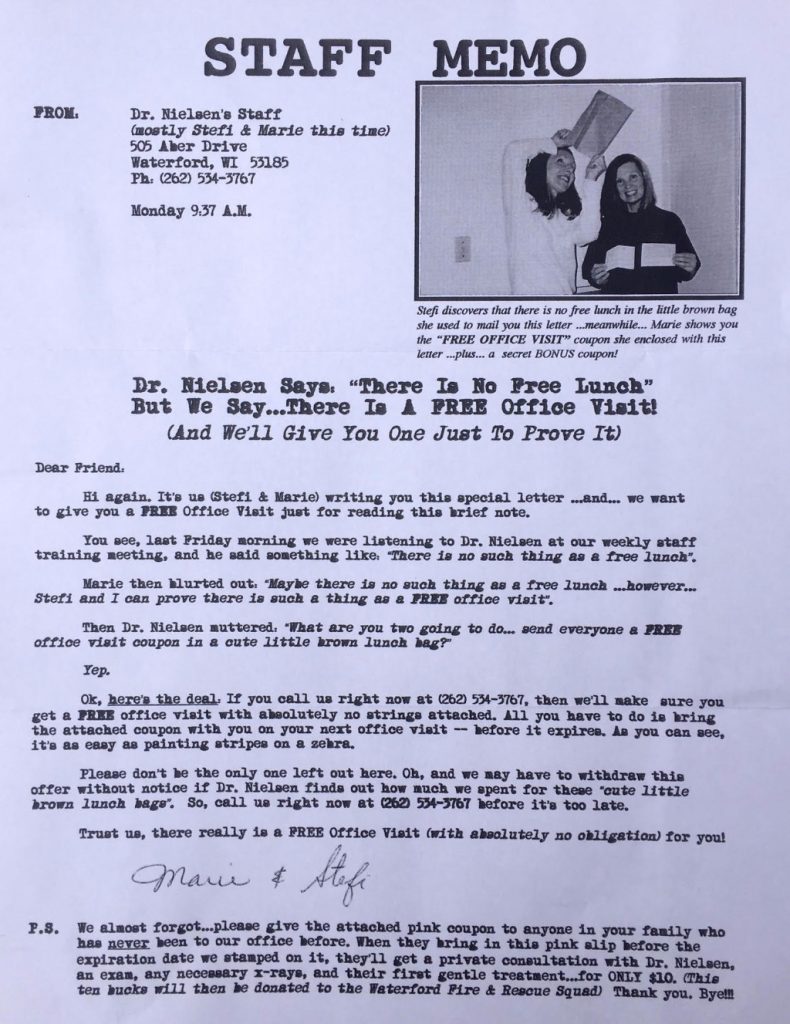 STAFF MEMO
FROM: Dr. Nielsen's Staff
(mostly Stefi & Marie this time)
505 Aber Drive
Waterford, WI 53185
Ph: (262) 534-3767
Monday 9:37 A.M.
Stefi discovers that there is no free lunch in the little brown bag
she used to mail you this letter ...meanwhile... Marie shows you
the "FREE OFFICE VISIT" coupon she enclosed with this
letter ...plus... a secret BONUS coupon!
Dr. Nielsen Says: "There Is No Free Lunch"
But We Say...There Is A FREE Office Visit!
(And We'll Give You One Just To Prove It)
Dear Friend:
Hi again. It's us (Stefi & Marie) writing you this special letter ...and... we want
to give you a FREE Office Visit just for reading this brief note.
You see, last Friday morning we were listening to Dr. Nielsen at our weekly staff
training meeting, and he said something like: "There is no such thing as a free lunch".
Marie then blurted out: "Maybe there is no such thing as a free lunch ...however...
Stefi and I can prove there is such a thing as a FREE office visit".
Then Dr. Nielsen muttered: "What are you two going to do... send everyone a FREE
office visit coupon in a cute little brown lunch bag?"
Yep.
Ok, here's the deal: If you call us right now at (262) 534-3767, then we'll make sure you
get a FREE office visit with absolutely no strings attached. All you have to do is bring
the attached coupon with you on your next office visit -- before it expires. As you can see,
it's as easy as painting stripes on a zebra.
Please don't be the only one left out here. Oh, and we may have to withdraw this
offer without notice if Dr. Nielsen finds out how much we spent for these "cute little
brown lunch bags". So, call us right now at (262) 534-3767 before it's too late.
Trust us, there really is a FREE Office Visit (with absolutely no obligation) for you!
Marie & Stefi
P.S. We almost forgot...please give the attached pink coupon to anyone in your family who
has never been to our office before. When they bring in this pink slip before the
expiration date we stamped on it, they'll get a private consultation with Dr. Nielsen,
an exam, any necessary x-rays, and their first gentle treatment...for ONLY $10. (This
ten bucks will then be donated to the Waterford Fire & Rescue Squad) Thank you. Bye!!!